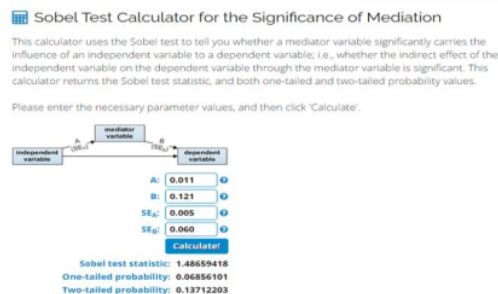 Sobel Test Calculator for the Significance of Mediation
This calculator uses the Sobel test to tell you whether a mediator variable significantly carries the
influence of an independent variable to a dependent variable; i.e., whether the indirect effect of the
independent variable on the dependent variable through the mediator variable is significant. This
calculator returns the Sobel test statistic, and both one-tailed and two-tailed probability values.
Please enter the necessary parameter values, and then click 'Calculate'.
mediator
variable
A
(SEA)
B
(SEB)
independent
variable
dependent
variable
A: 0.011 ?
B: 0.121 ?
SEA: 0.005 ?
SEB: 0.060 ?
Calculate!
Sobel test statistic: 1.48659418
One-tailed probability: 0.06856101
Two-tailed probability: 0.13712203